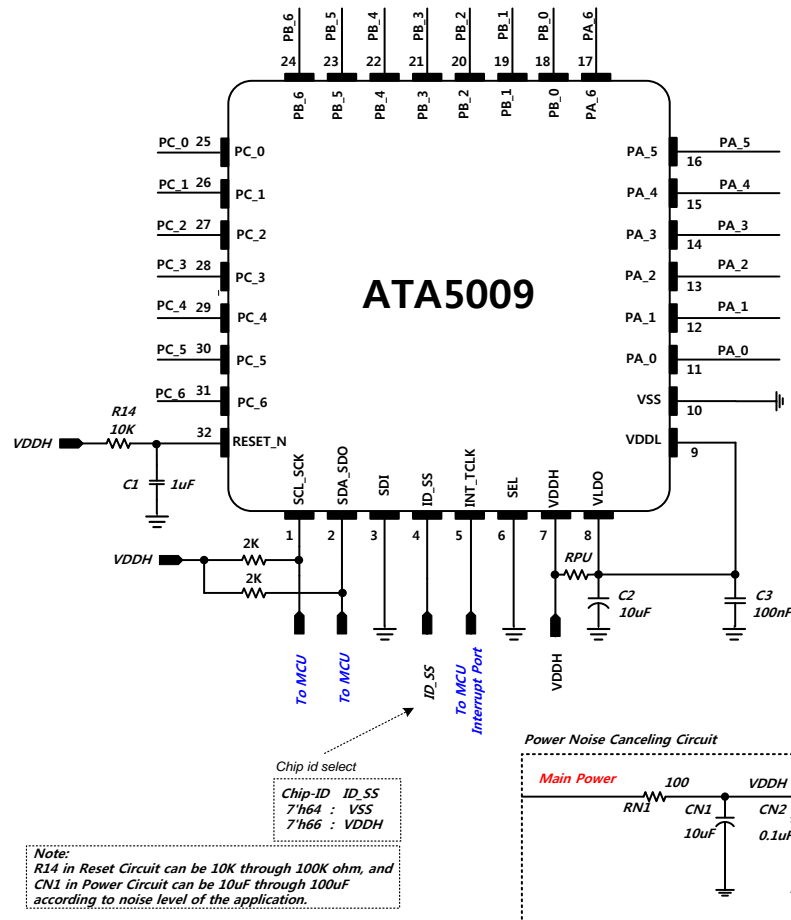 PB_6 PB_5 PB_4 PB_3 PB_2 PB_1 PB_0 PA_6
24 23 22 21 20 19 18 17
PB_6 PB_5 PB_4 PB_3 PB_2 PB_1 PB_0 PA_6
PC_0 25 PC_0 PA_5 16 PA_5
PC_1 26 PC_1 PA_4 15 PA_4
PC_2 27 PC_2 PA_3 14 PA_3
PC_3 28 PC_3 PA_2 13 PA_2
ATA5009
PC_4 29 PC_4 PA_1 12 PA_1
PC_5 30 PC_5 PA_0 11 PA_0
PC_6 31 PC_6 VSS 10
R14
10K
VDDH 32 RESET_N VDDL 9
C1 1uF
SCL_SCK SDA_SDO SDI ID_SS INT_TCLK SEL VDDH VLDO
1 2 3 4 5 6 7 8
VDDH 2K
2K
RPU
C2
10uF
C3
100nF
To MCU
To MCU
ID_SS
To MCU
Interrupt Port
VDDH
Chip id select
Chip-ID ID_SS
7'h64 : VSS
7'h66 : VDDH
Power Noise Canceling Circuit
Main Power 100 VDDH
RN1 CN1 CN2
10uF 0.1uF
Note:
R14 in Reset Circuit can be 10K through 100K ohm, and
CN1 in Power Circuit can be 10uF through 100uF
according to noise level of the application.